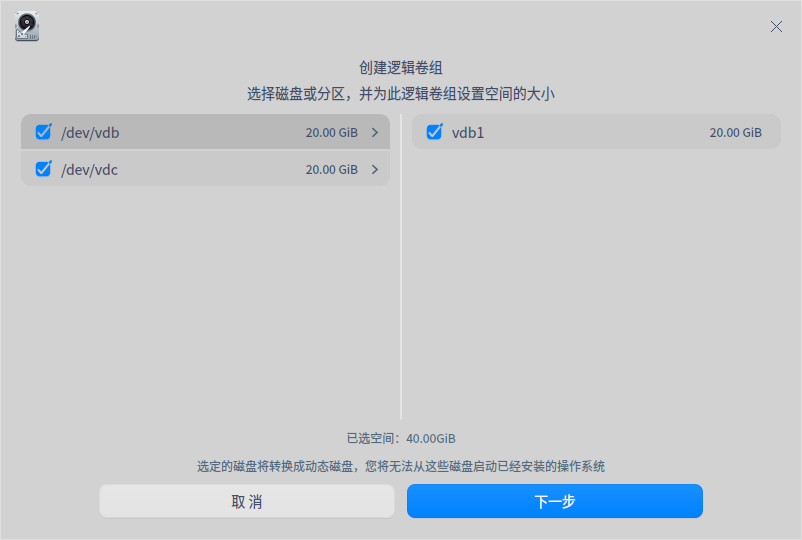 创建逻辑卷组
选择磁盘或分区，并为此逻辑卷组设置空间的大小
/dev/vdb 20.00 GiB
/dev/vdc 20.00 GiB
vdb1 20.00 GiB
已选空间：40.00GiB
选定的磁盘将转换成动态磁盘，您将无法从这些磁盘启动已经安装的操作系统
取 消
下一步